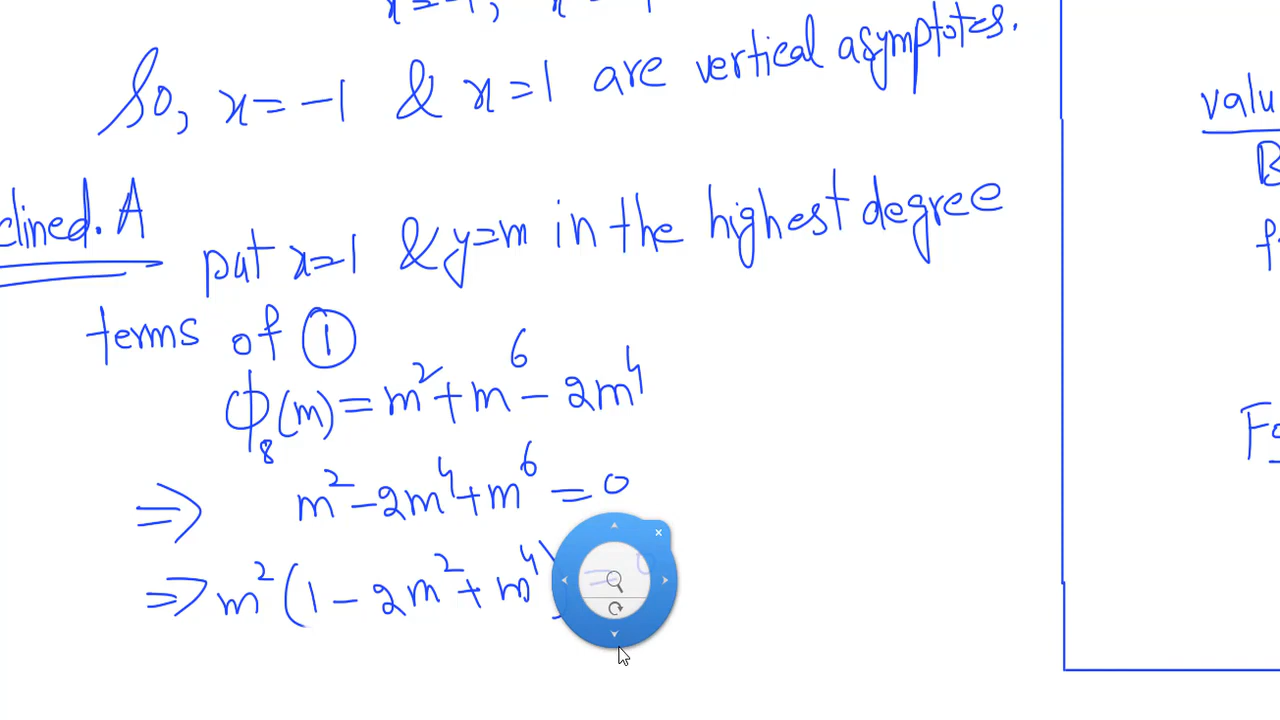 So, x = -1 & x = 1 are vertical asymptotes.
clined. A
put x=1 & y=m in the highest degree
terms of ①
ϕ₈(m) = m² + m⁶ - 2m⁴
⇒ m² - 2m⁴ + m⁶ = 0
⇒ m² (1 - 2m² + m⁴) = 0
valu
B